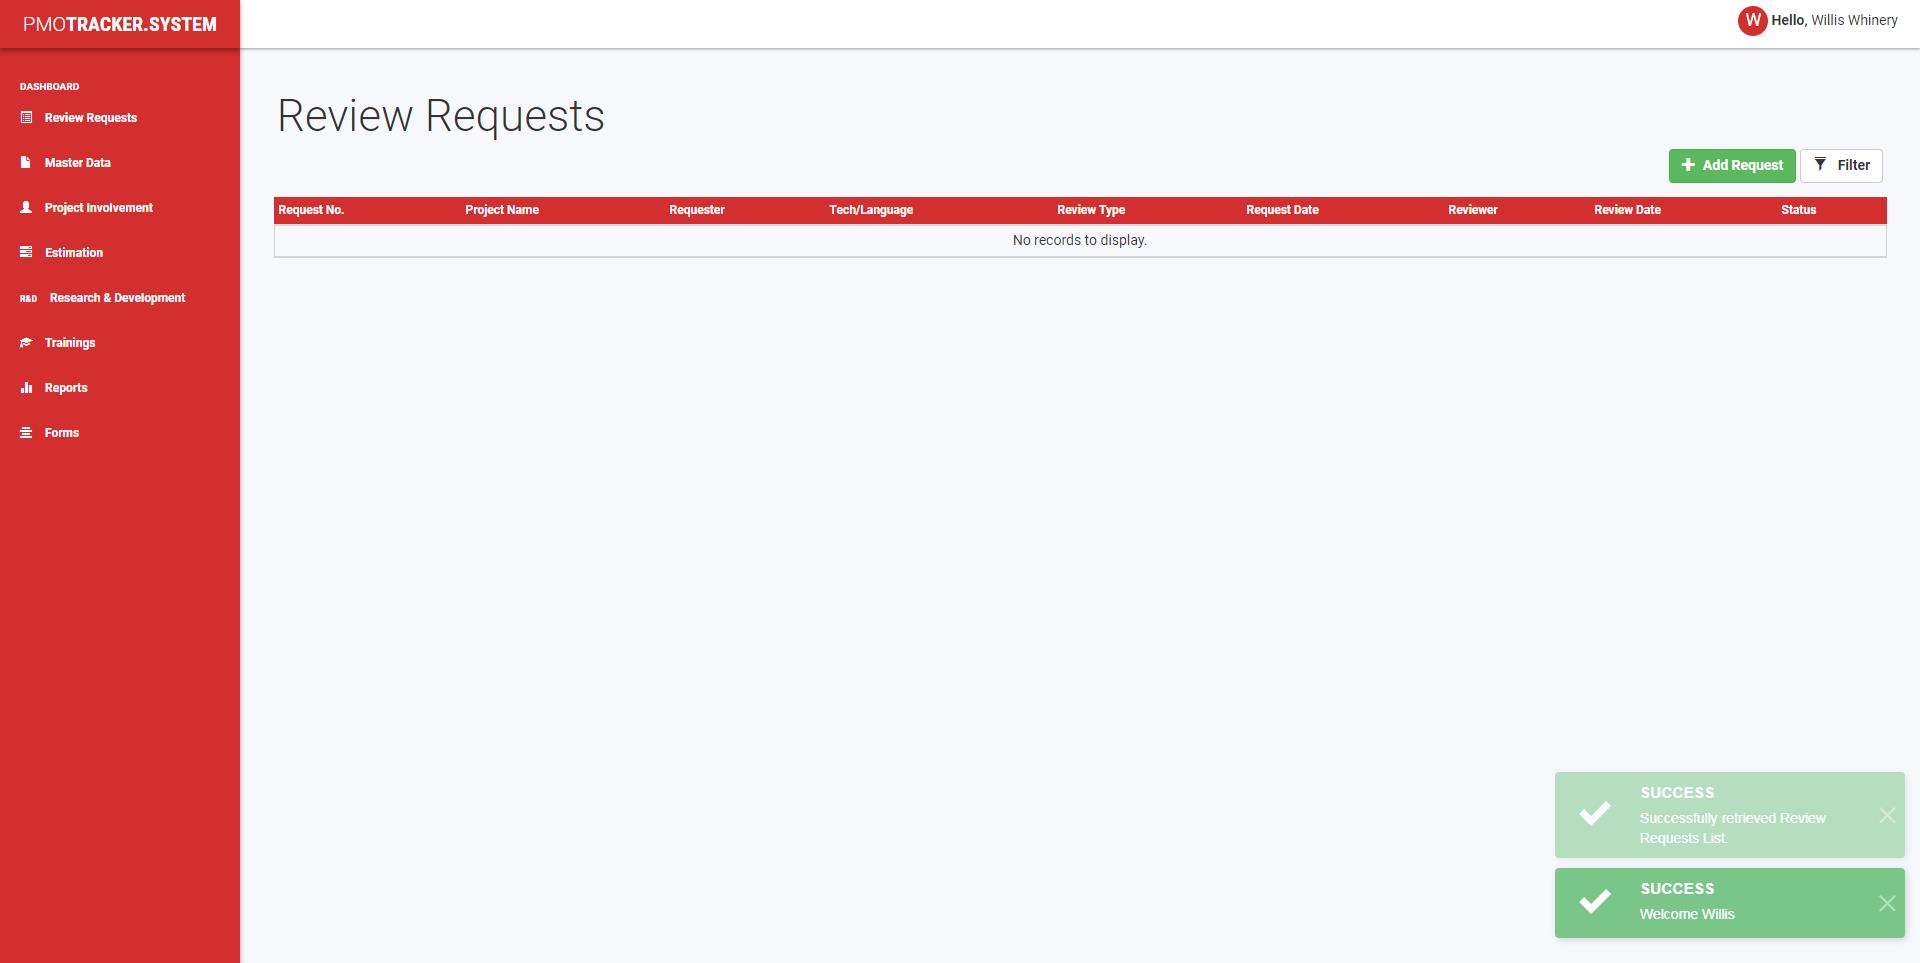 PMOTRACKER.SYSTEM
W Hello, Willis Whinery
DASHBOARD
Review Requests
Master Data
Project Involvement
Estimation
R&D Research & Development
Trainings
Reports
Forms
Review Requests
Add Request Filter
Request No. Project Name Requester Tech/Language Review Type Request Date Reviewer Review Date Status
No records to display.
SUCCESS
Successfully retrieved Review
Requests List.
SUCCESS
Welcome Willis